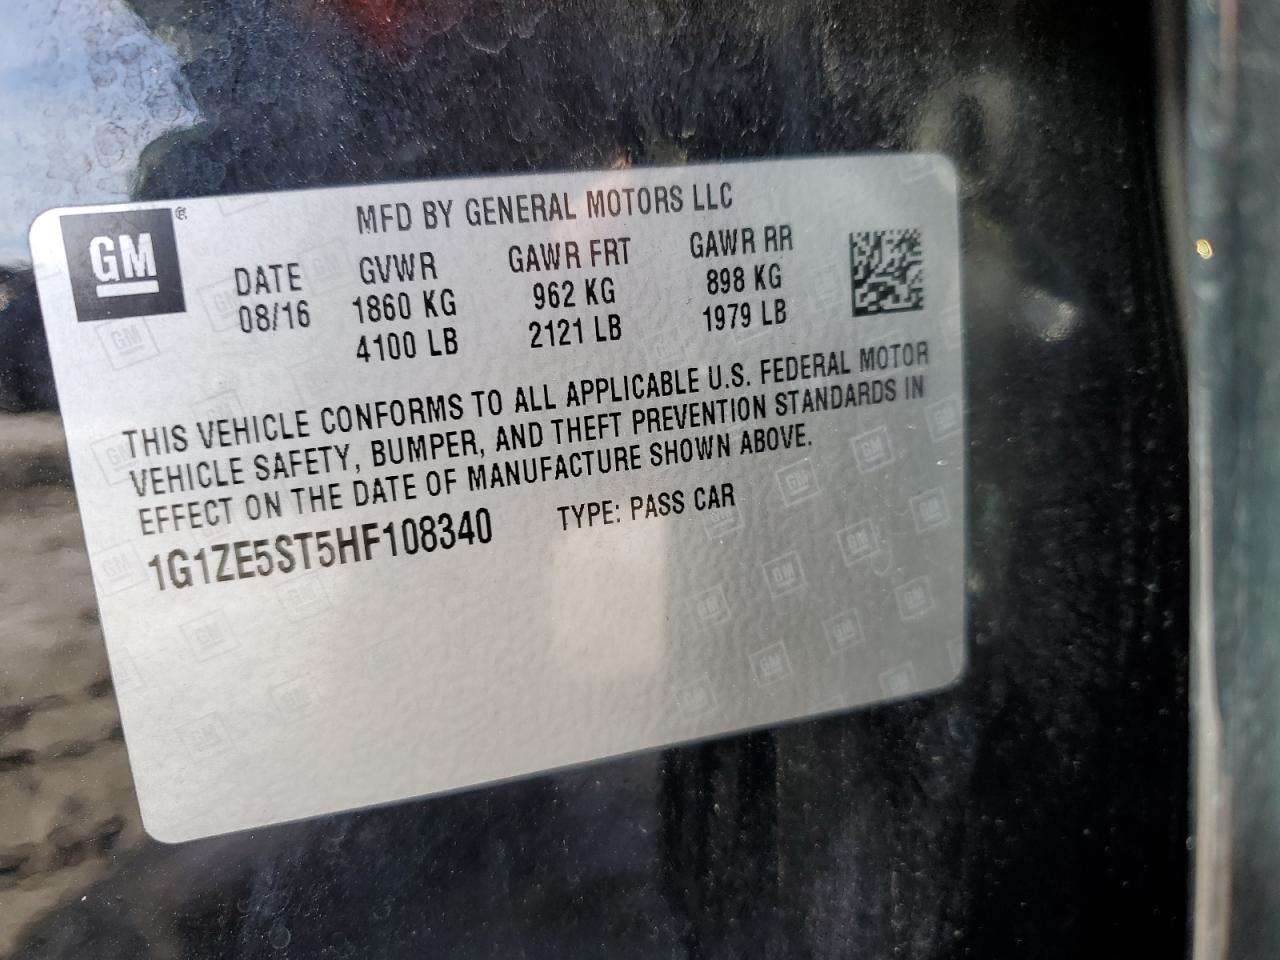 GM ®
MFD BY GENERAL MOTORS LLC
DATE GVWR GAWR FRT GAWR RR
08/16 1860 KG 962 KG 898 KG
4100 LB 2121 LB 1979 LB
THIS VEHICLE CONFORMS TO ALL APPLICABLE U.S. FEDERAL MOTOR
VEHICLE SAFETY, BUMPER, AND THEFT PREVENTION STANDARDS IN
EFFECT ON THE DATE OF MANUFACTURE SHOWN ABOVE.
1G1ZE5ST5HF108340 TYPE: PASS CAR